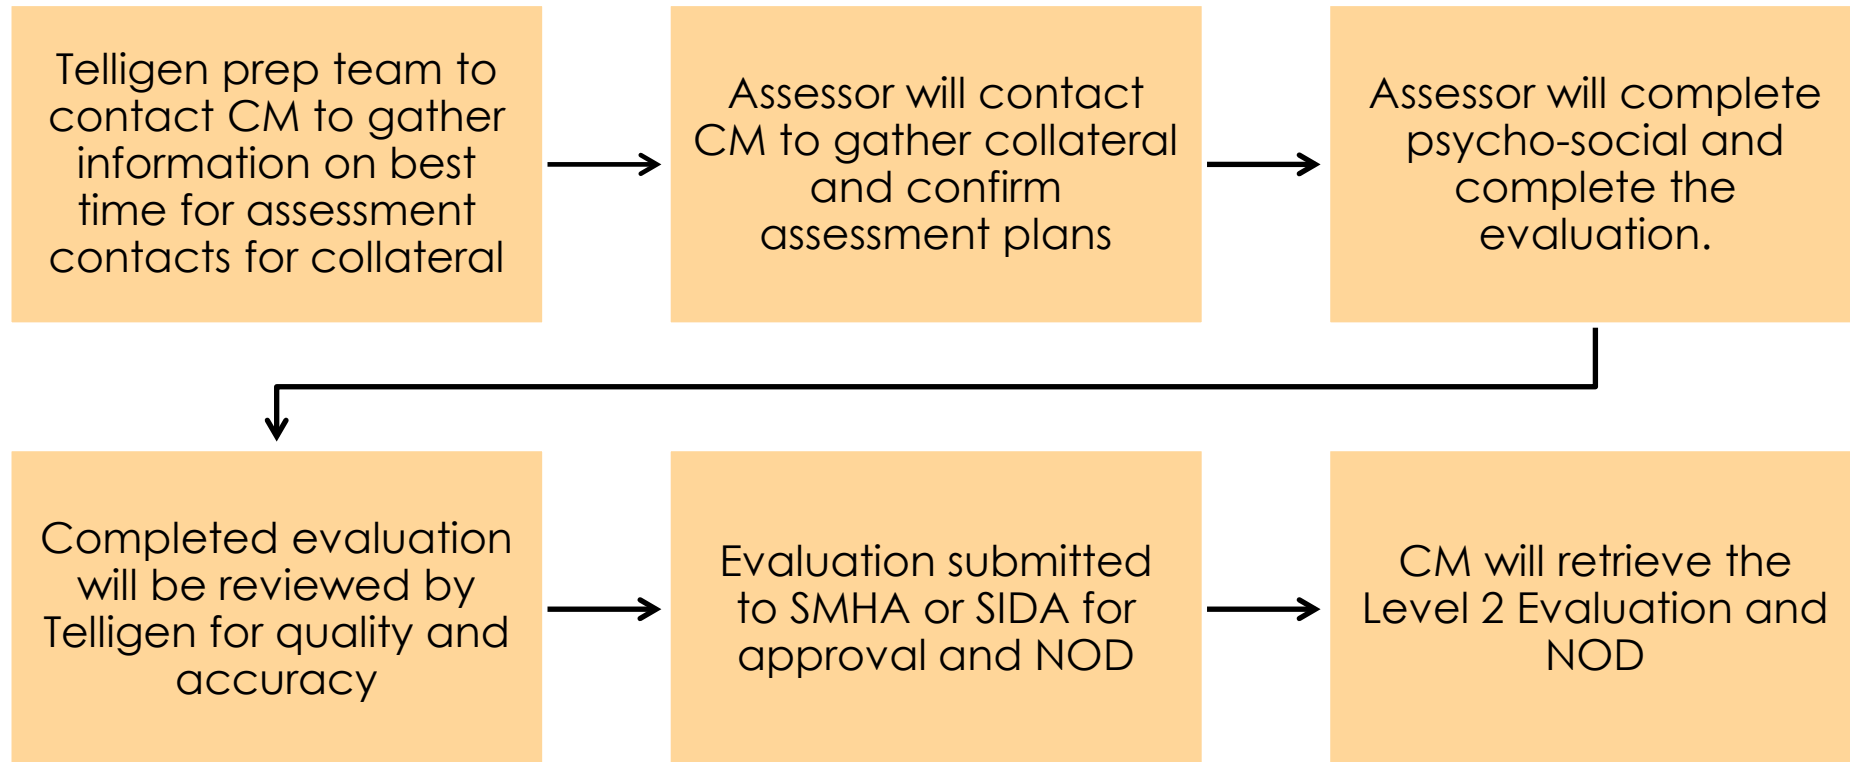 Telligen prep team to
contact CM to gather
information on best
time for assessment
contacts for collateral
Assessor will contact
CM to gather collateral
and confirm
assessment plans
Assessor will complete
psycho-social and
complete the
evaluation.
Completed evaluation
will be reviewed by
Telligen for quality and
accuracy
Evaluation submitted
to SMHA or SIDA for
approval and NOD
CM will retrieve the
Level 2 Evaluation and
NOD